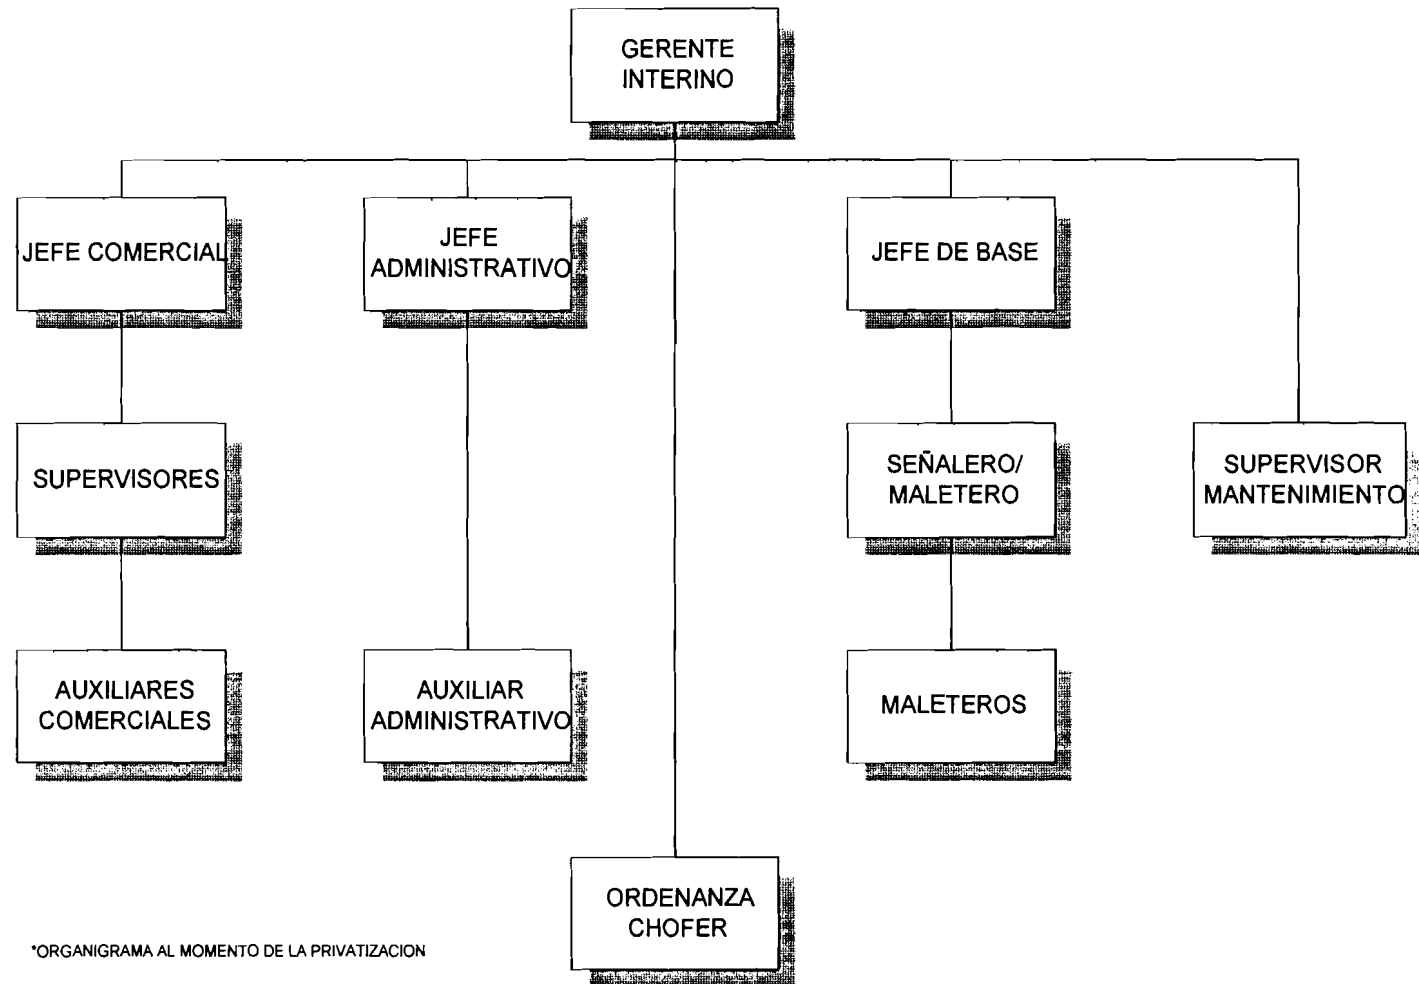 GERENTE
INTERINO
JEFE COMERCIAL
JEFE
ADMINISTRATIVO
JEFE DE BASE
SUPERVISORES
SEÑALERO/
MALETERO
SUPERVISOR
MANTENIMIENTO
AUXILIARES
COMERCIALES
AUXILIAR
ADMINISTRATIVO
MALETEROS
ORDENANZA
CHOFER
*ORGANIGRAMA AL MOMENTO DE LA PRIVATIZACION